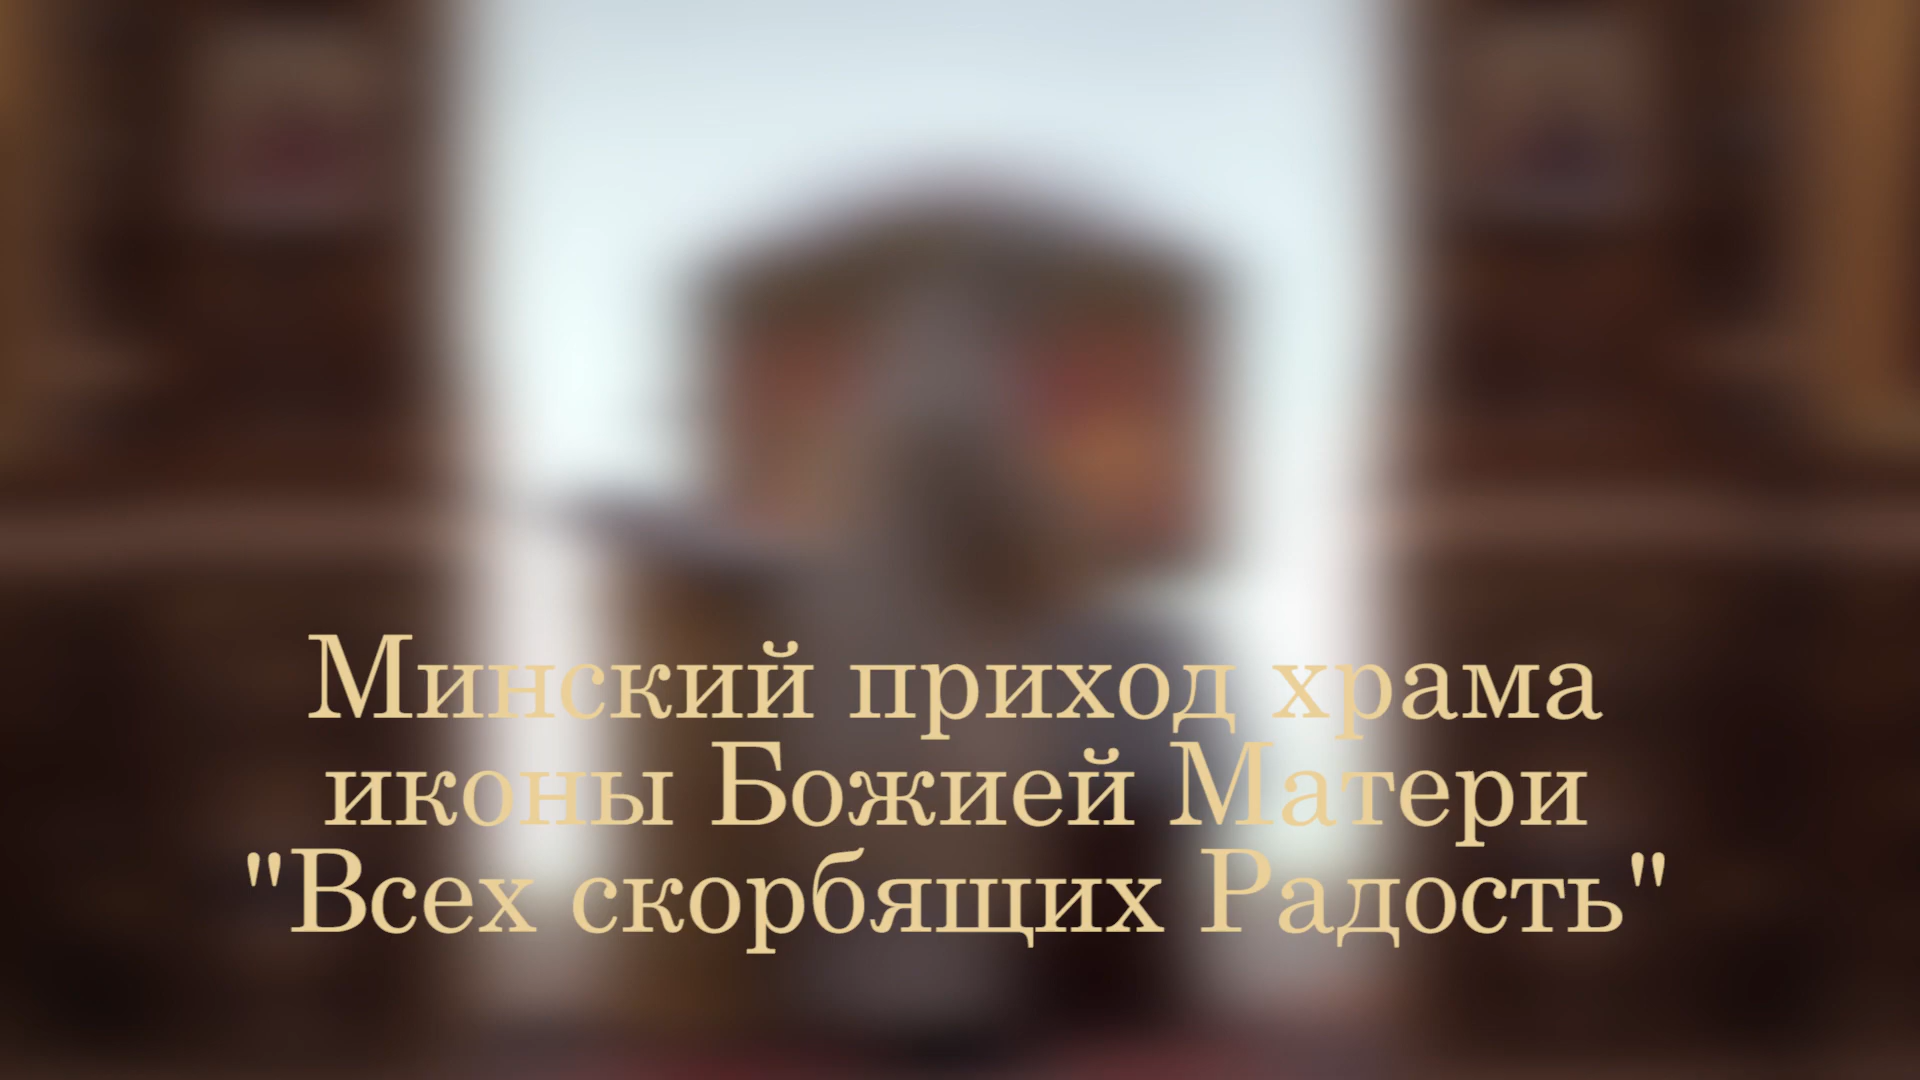 Минский приход храма
иконы Божией Матери
"Всех скорбящих Радость"